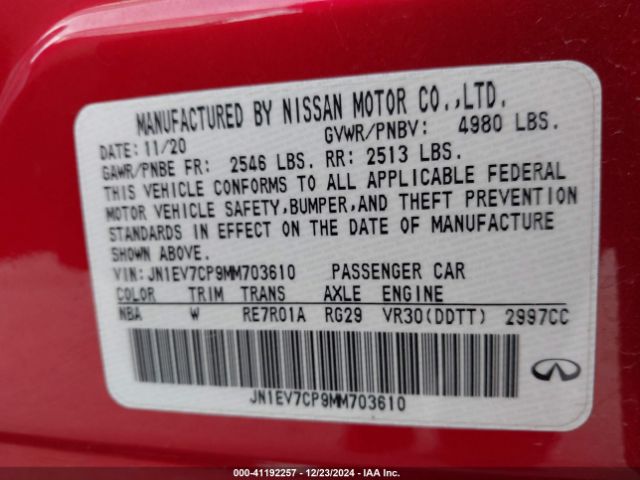 MANUFACTURED BY NISSAN MOTOR CO.,LTD.
DATE: 11/20 GVWR/PNBV: 4980 LBS.
GAWR/PNBE FR: 2546 LBS. RR: 2513 LBS.
THIS VEHICLE CONFORMS TO ALL APPLICABLE FEDERAL
MOTOR VEHICLE SAFETY,BUMPER,AND THEFT PREVENTION
STANDARDS IN EFFECT ON THE DATE OF MANUFACTURE
SHOWN ABOVE.
VIN: JN1EV7CP9MM703610 PASSENGER CAR
COLOR TRIM TRANS AXLE ENGINE
NBA W RE7R01A RG29 VR30(DDTT) 2997CC
JN1EV7CP9MM703610
000-41192257 - 12/23/2024 - IAA Inc.